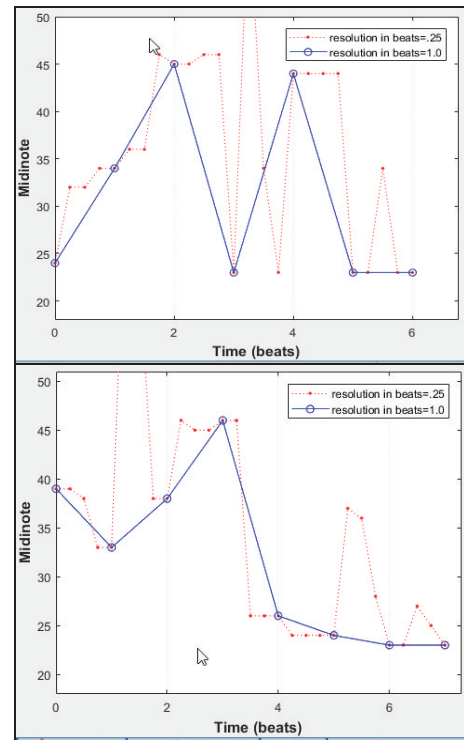 50
45
40
35
30
25
20
Midinote
resolution in beats=.25
resolution in beats=1.0
0 2 4 6
Time (beats)
50
45
40
35
30
25
20
Midinote
resolution in beats=.25
resolution in beats=1.0
0 2 4 6
Time (beats)